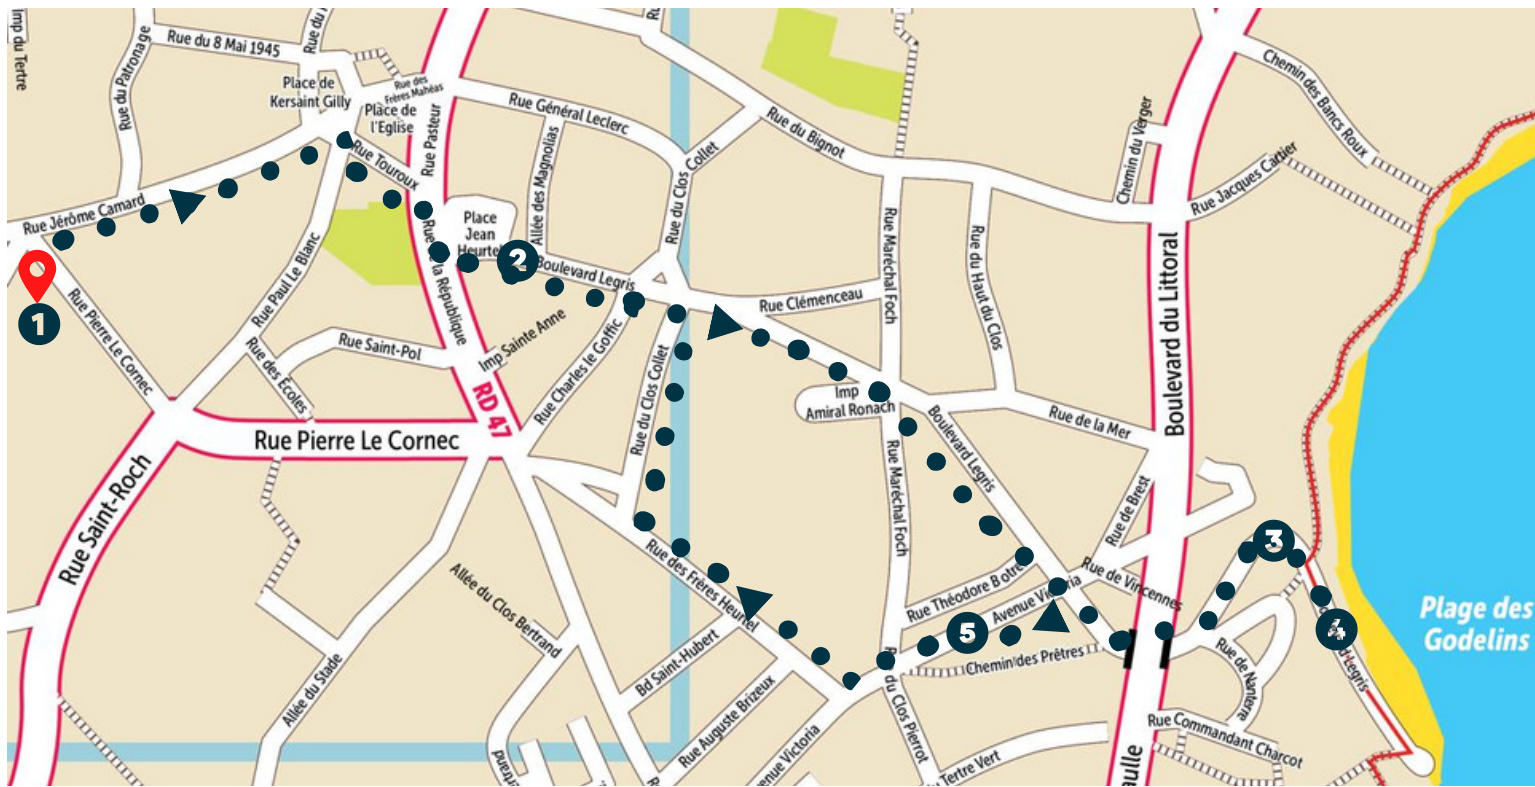 Imp du Tertre
Rue du Patronage
Rue du 8 Mai 1945
Rue du
Place de
Kersaint Gilly
Rue des
Frères Mahéas
Place de
l'Eglise
Rue Pasteur
Rue Général Leclerc
Allée des Magnolias
Rue du Clos Collet
Rue du Bignot
Chemin du Verger
Chemin des Bancs Roux
Rue Jacques Cartier
Rue Jérôme Camard
Rue Touroux
Rue Paul Le Blanc
Rue Pierre Le Cornec
1
Place
Jean
2
Boulevard Legris
Rue Clémenceau
Rue Maréchal Foch
Rue du Haut du Clos
Boulevard du Littoral
Rue Saint-Pol
Rue des Écoles
Imp Sainte Anne
Rue Charles le Goffic
Rue du Clos Collet
RD 47
Rue Pierre Le Cornec
Imp
Amiral Ronach
Boulevard Legris
Rue de la Mer
Rue Maréchal Foch
Rue de Brest
Rue de Vincennes
3
Rue Saint-Roch
Allée du Clos Bertrand
Rue des Frères Heurtel
Rue Théodore Botrel
Avenue Victoria
5
Chemin des Prêtres
4
Legris
Plage des
Godelins
Bd Saint-Hubert
Allée du Stade
Rue Auguste Brizeux
Rue de Nanterre
Rue Commandant Charcot
du Clos Pierrot
enue Victoria
Tertre Vert
aulle